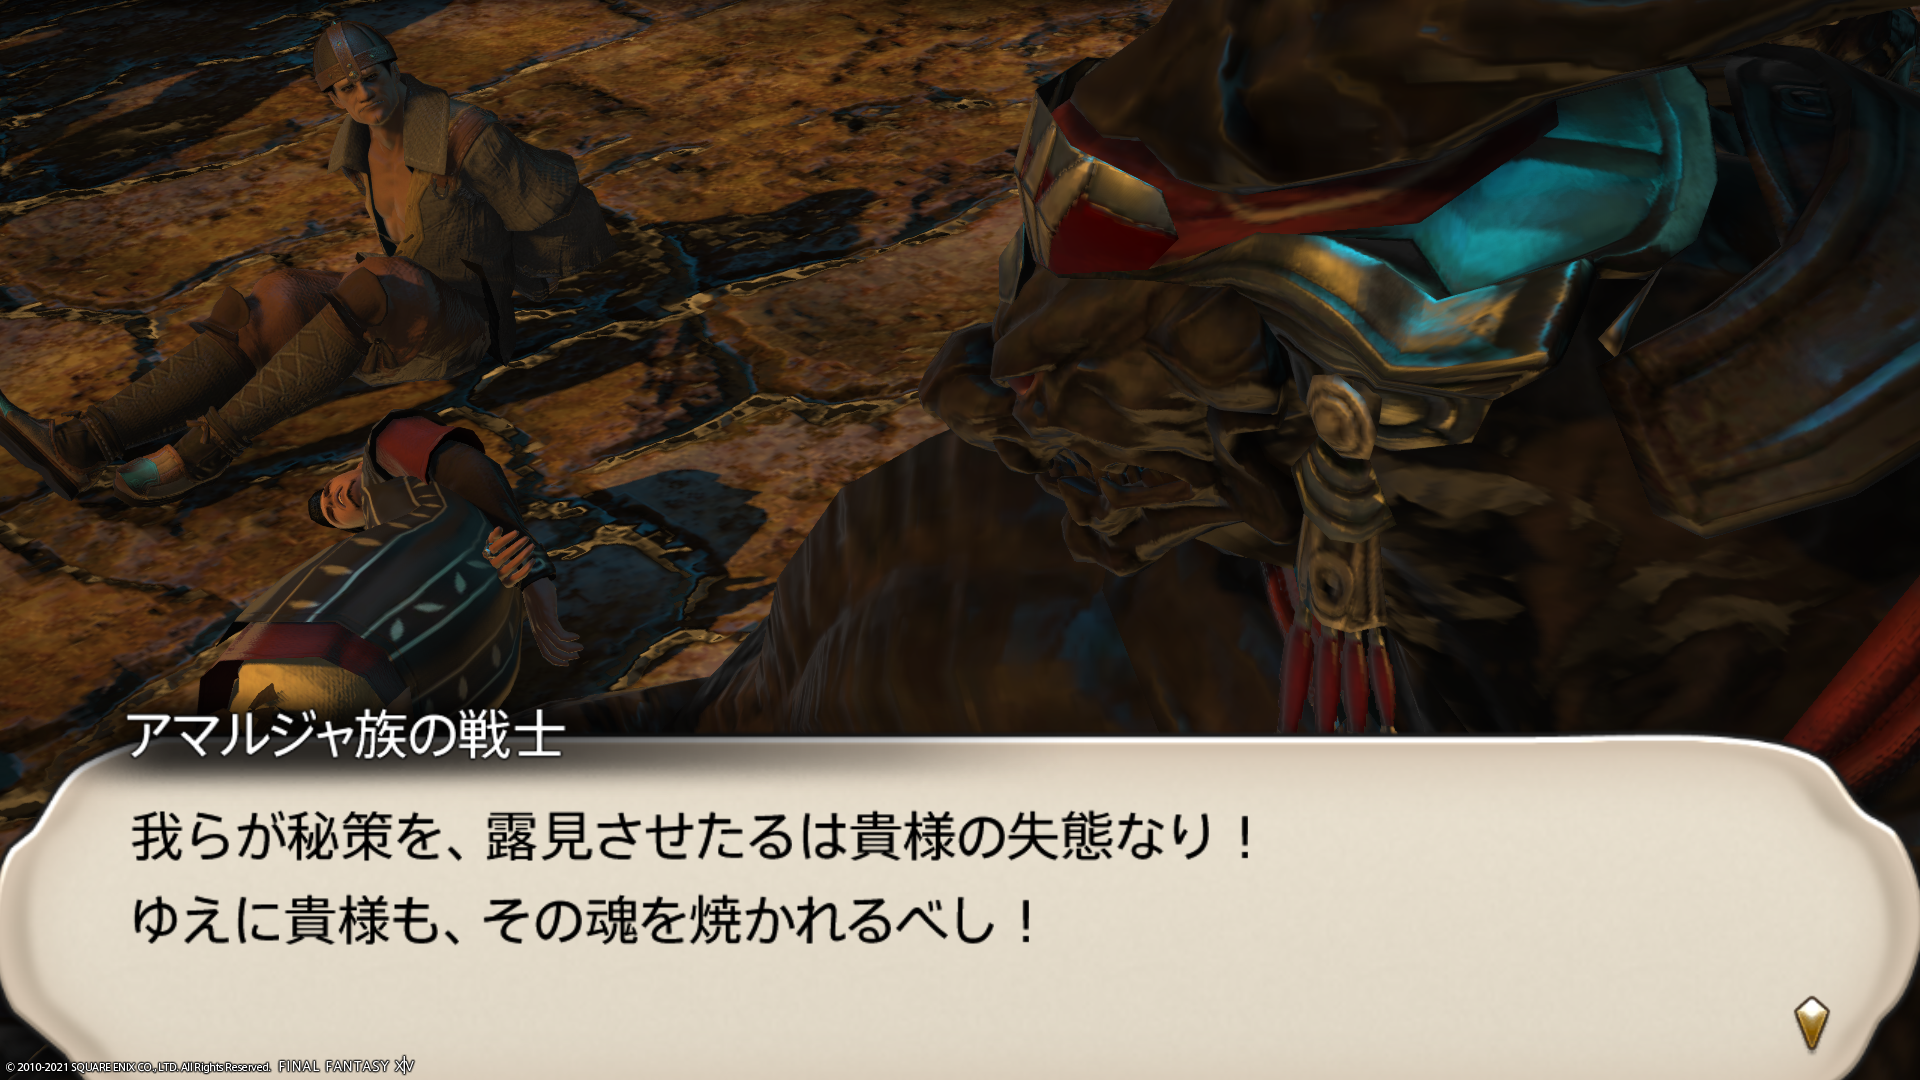 アマルジャ族の戦士
我らが秘策を、露見させたるは貴様の失態なり！
ゆえに貴様も、その魂を焼かれるべし！
© 2010-2021 SQUARE ENIX CO., LTD. All Rights Reserved. FINAL FANTASY XIV